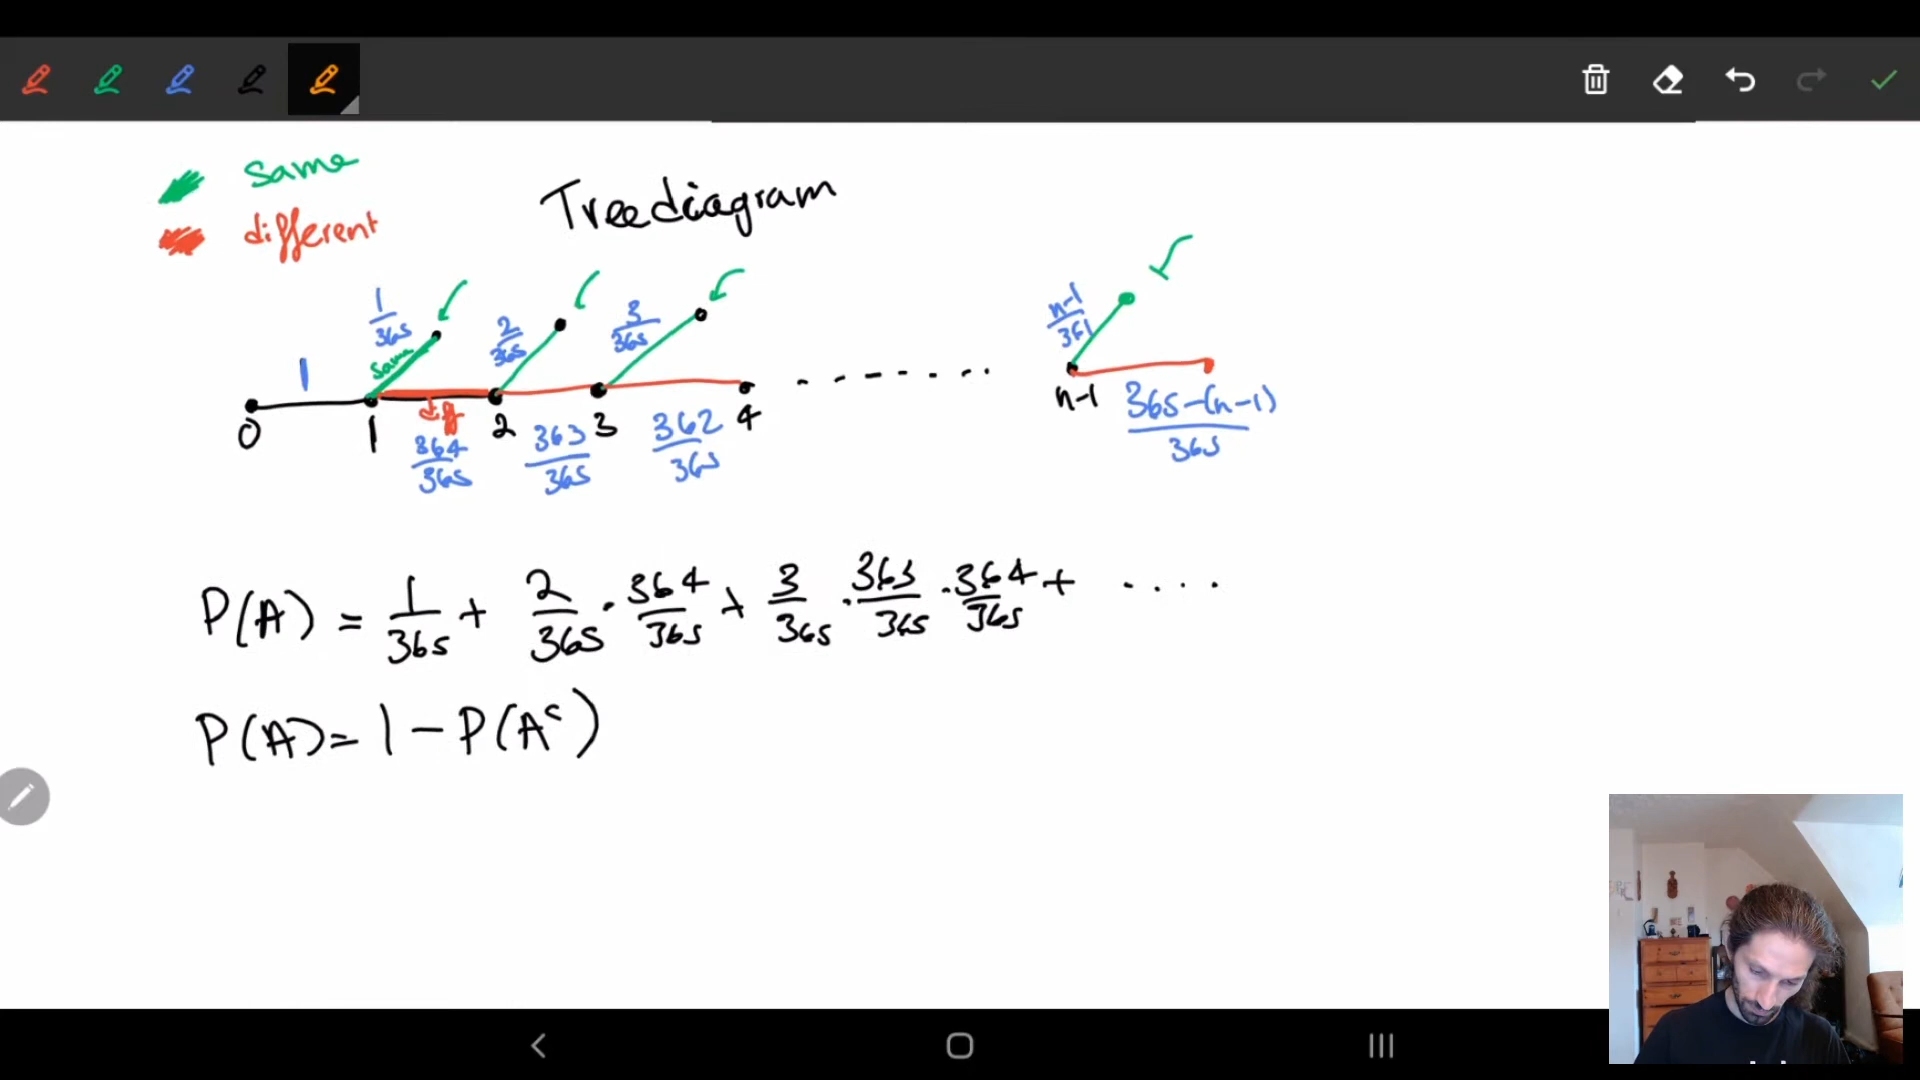 Same
different
Treediagram
1/365 2/365 3/365 n-1/361
1 Same
diff
0 1 2 3 4 n-1
364/365 363/365 362/365 365-(n-1)/365
P(A) = 1/365 + 2/365 · 364/365 + 3/365 · 363/365 · 364/365 + ....
P(A) = 1 - P(Aᶜ)